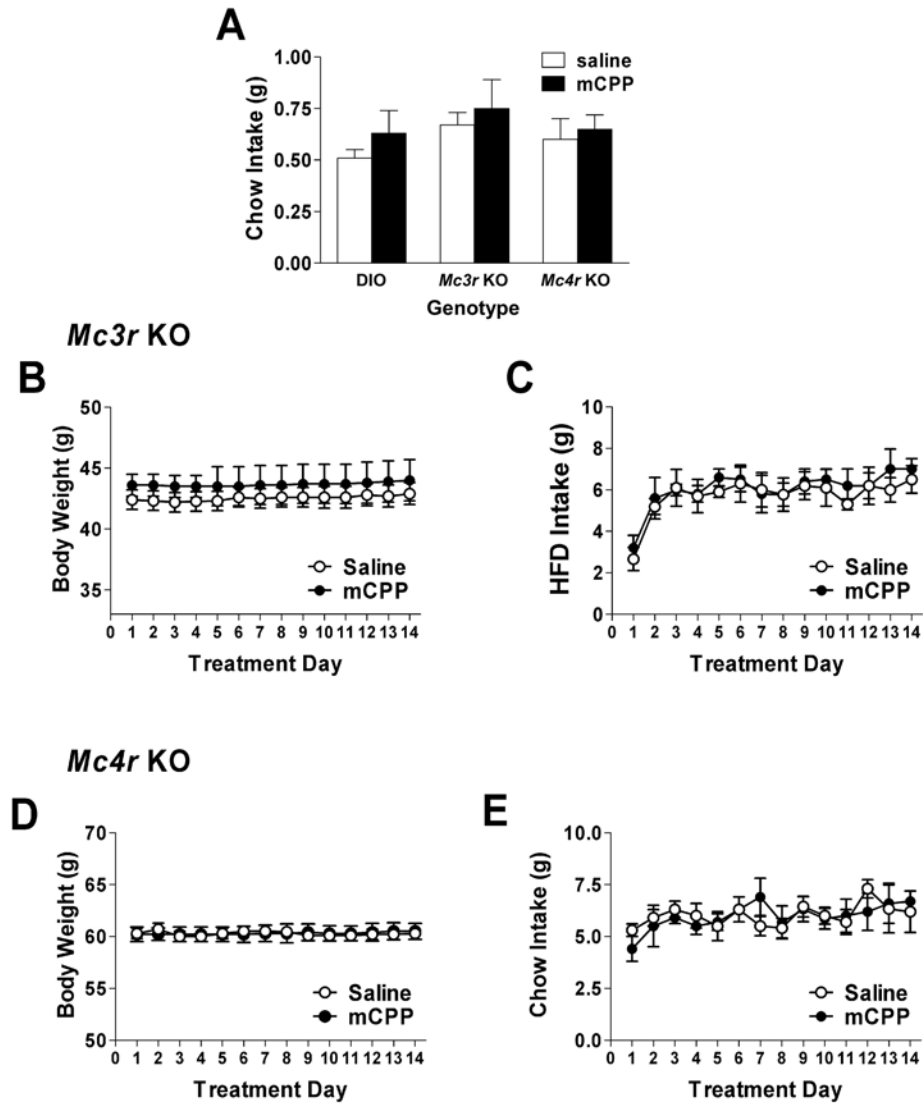 A
saline
mCPP
1.00
0.75
0.50
0.25
0.00
Chow Intake (g)
DIO Mc3r KO Mc4r KO
Genotype
Mc3r KO
B
50
45
40
35
Body Weight (g)
Saline
mCPP
0 1 2 3 4 5 6 7 8 9 10 11 12 13 14
Treatment Day
C
10
8
6
4
2
0
HFD Intake (g)
Saline
mCPP
0 1 2 3 4 5 6 7 8 9 10 11 12 13 14
Treatment Day
Mc4r KO
D
70
65
60
55
50
Body Weight (g)
Saline
mCPP
0 1 2 3 4 5 6 7 8 9 10 11 12 13 14
Treatment Day
E
10.0
7.5
5.0
2.5
0.0
Chow Intake (g)
Saline
mCPP
0 1 2 3 4 5 6 7 8 9 10 11 12 13 14
Treatment Day